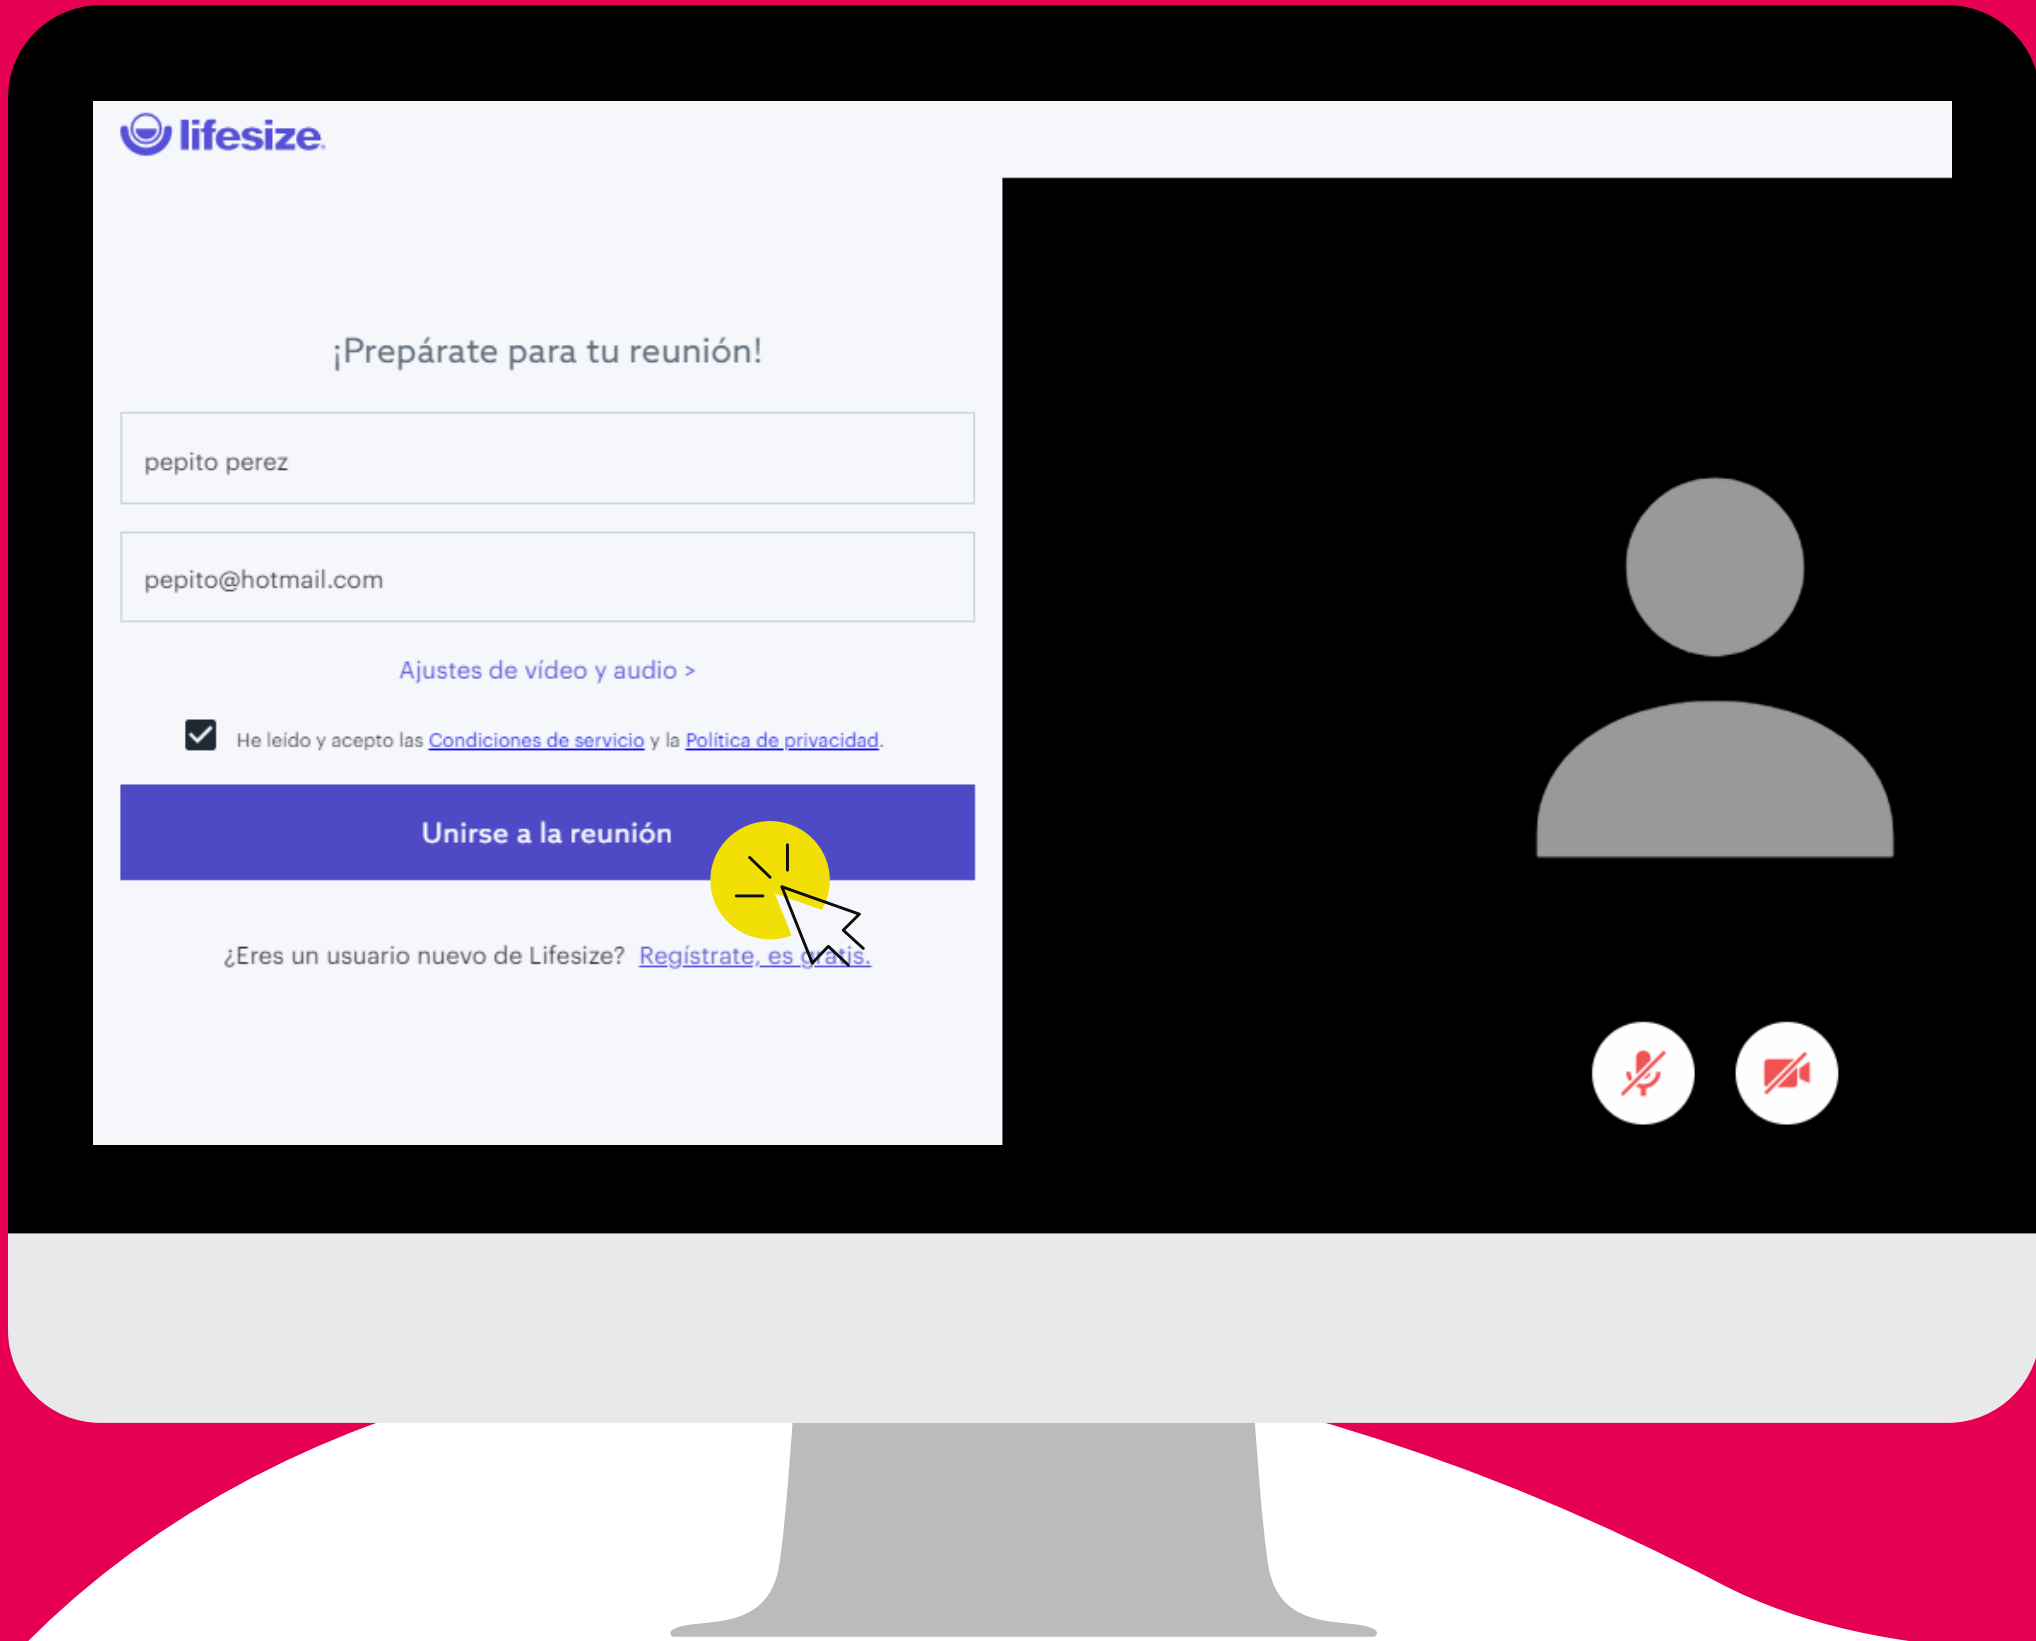 lifesize
¡Prepárate para tu reunión!
pepito perez
pepito@hotmail.com
Ajustes de vídeo y audio >
He leído y acepto las Condiciones de servicio y la Política de privacidad.
Unirse a la reunión
¿Eres un usuario nuevo de Lifesize? Regístrate, es gratis.